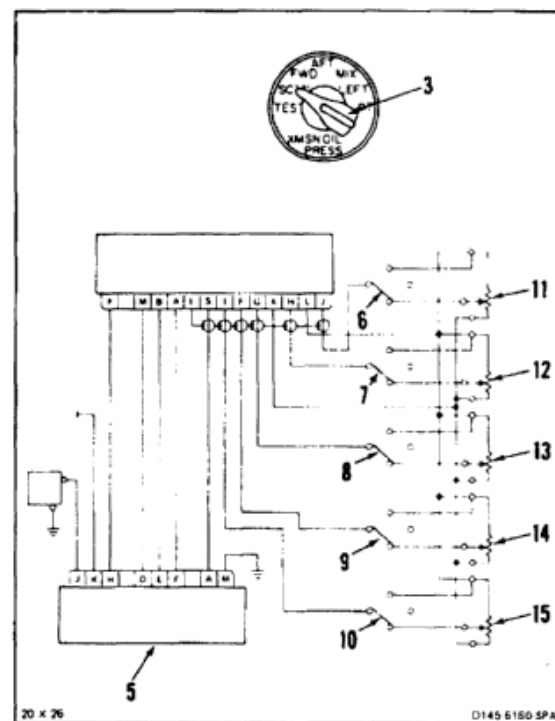 AFT
FWD MIX
SCAN LEFT
TEST
XMSN OIL
PRESS
3
F M B A E S I F G K H L J
6
11
7
12
8
13
9
14
10
15
J K H D E F A M
5
20 X 26
D145 6160 SPA